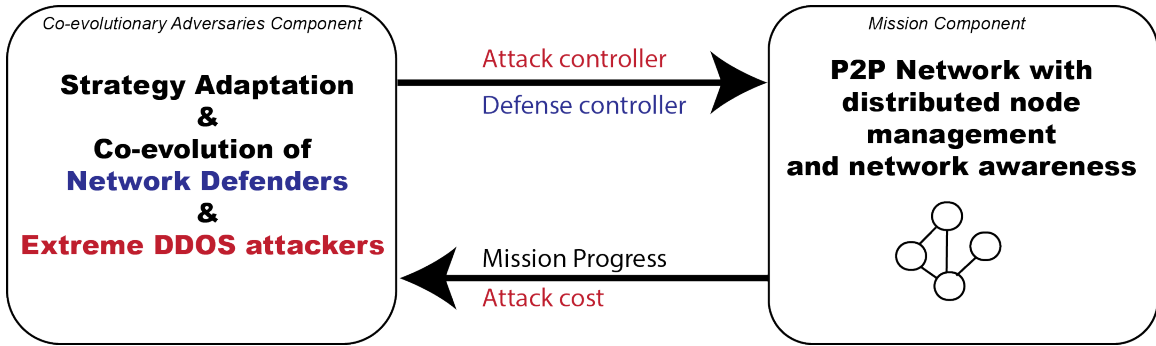 Co-evolutionary Adversaries Component
Strategy Adaptation
&
Co-evolution of
Network Defenders
&
Extreme DDOS attackers
Attack controller
Defense controller
Mission Progress
Attack cost
Mission Component
P2P Network with
distributed node
management
and network awareness